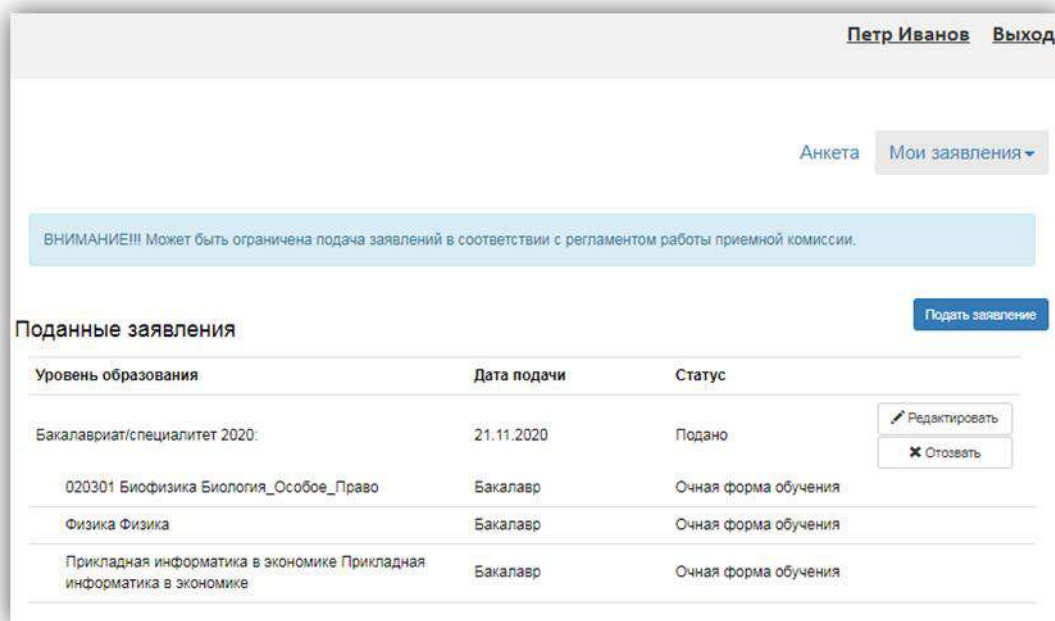 Петр Иванов Выход
Анкета Мои заявления
ВНИМАНИЕ!!! Может быть ограничена подача заявлений в соответствии с регламентом работы приемной комиссии.
Подать заявление
Поданные заявления
Уровень образования Дата подачи Статус
Бакалавриат/специалитет 2020: 21.11.2020 Подано
Редактировать
Отозвать
020301 Биофизика Биология_Особое_Право Бакалавр Очная форма обучения
Физика Физика Бакалавр Очная форма обучения
Прикладная информатика в экономике Прикладная
информатика в экономике Бакалавр Очная форма обучения